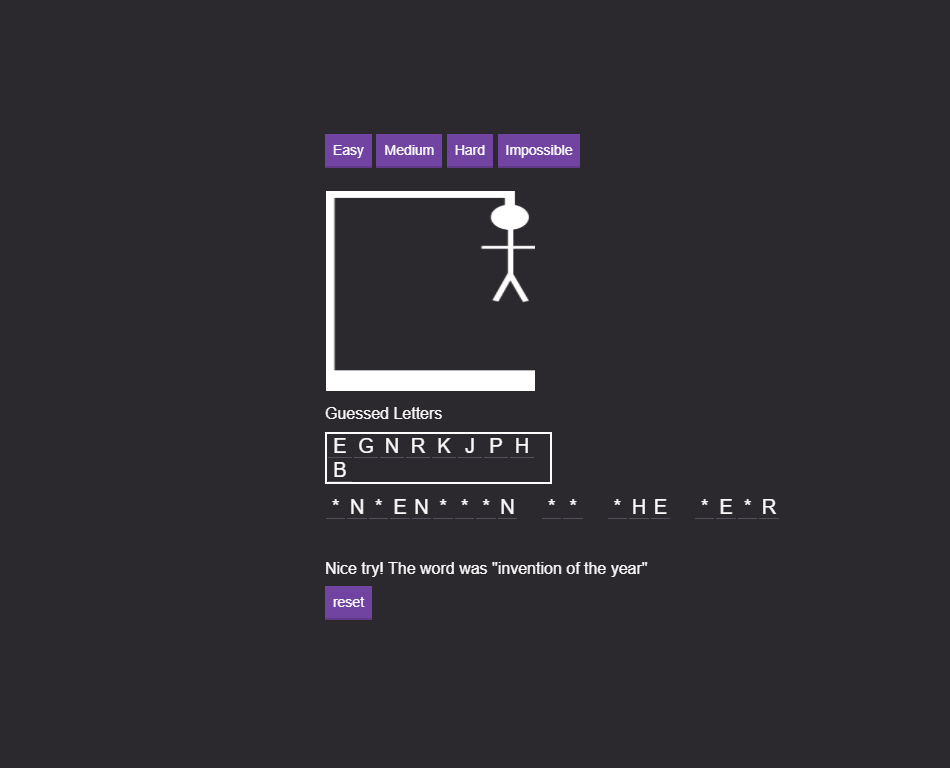 Easy Medium Hard Impossible
Guessed Letters
E G N R K J P H
B
* N * E N * * * N * * * H E * E * R
Nice try! The word was "invention of the year"
reset